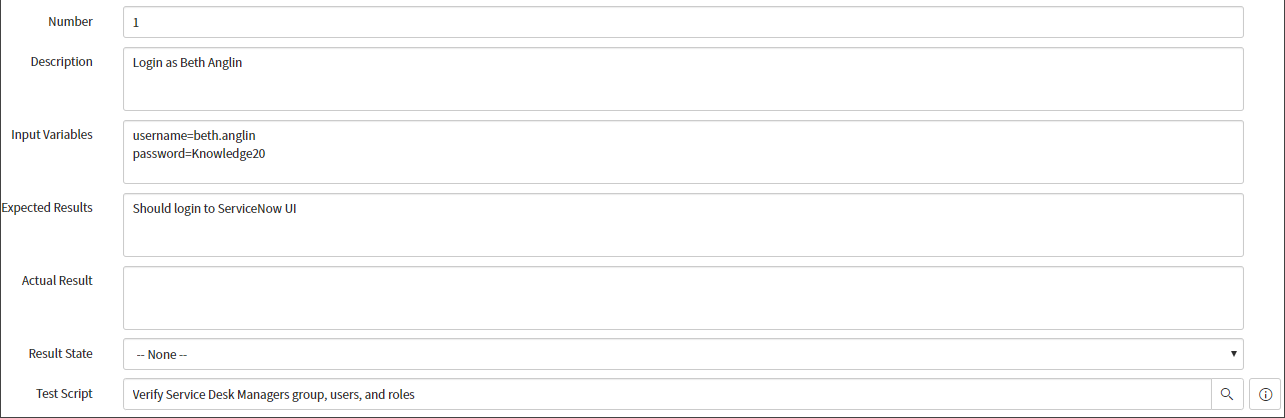 Number 1
Description Login as Beth Anglin
Input Variables username=beth.anglin
password=Knowledge20
Expected Results Should login to ServiceNow UI
Actual Result
Result State -- None --
Test Script Verify Service Desk Managers group, users, and roles